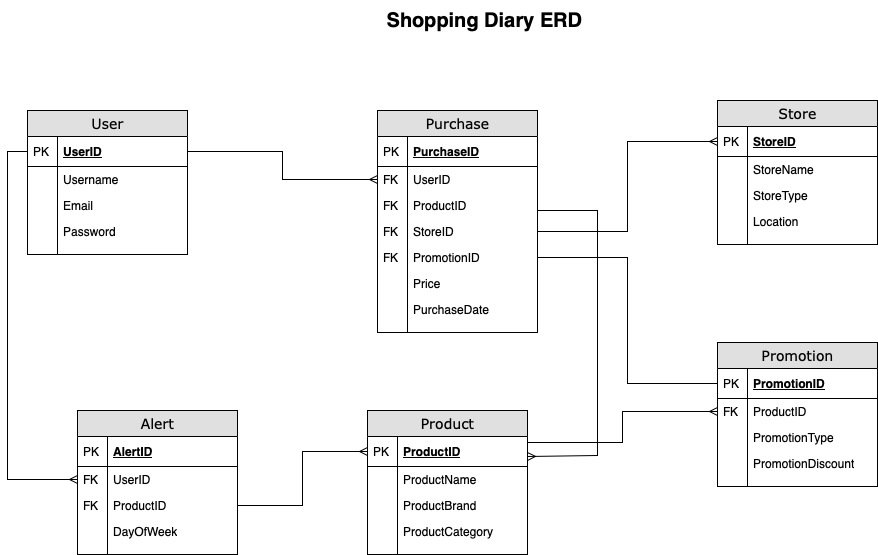 Shopping Diary ERD
User
PK UserID
Username
Email
Password
Purchase
PK PurchaseID
FK UserID
FK ProductID
FK StoreID
FK PromotionID
Price
PurchaseDate
Store
PK StoreID
StoreName
StoreType
Location
Alert
PK AlertID
FK UserID
FK ProductID
DayOfWeek
Product
PK ProductID
ProductName
ProductBrand
ProductCategory
Promotion
PK PromotionID
FK ProductID
PromotionType
PromotionDiscount